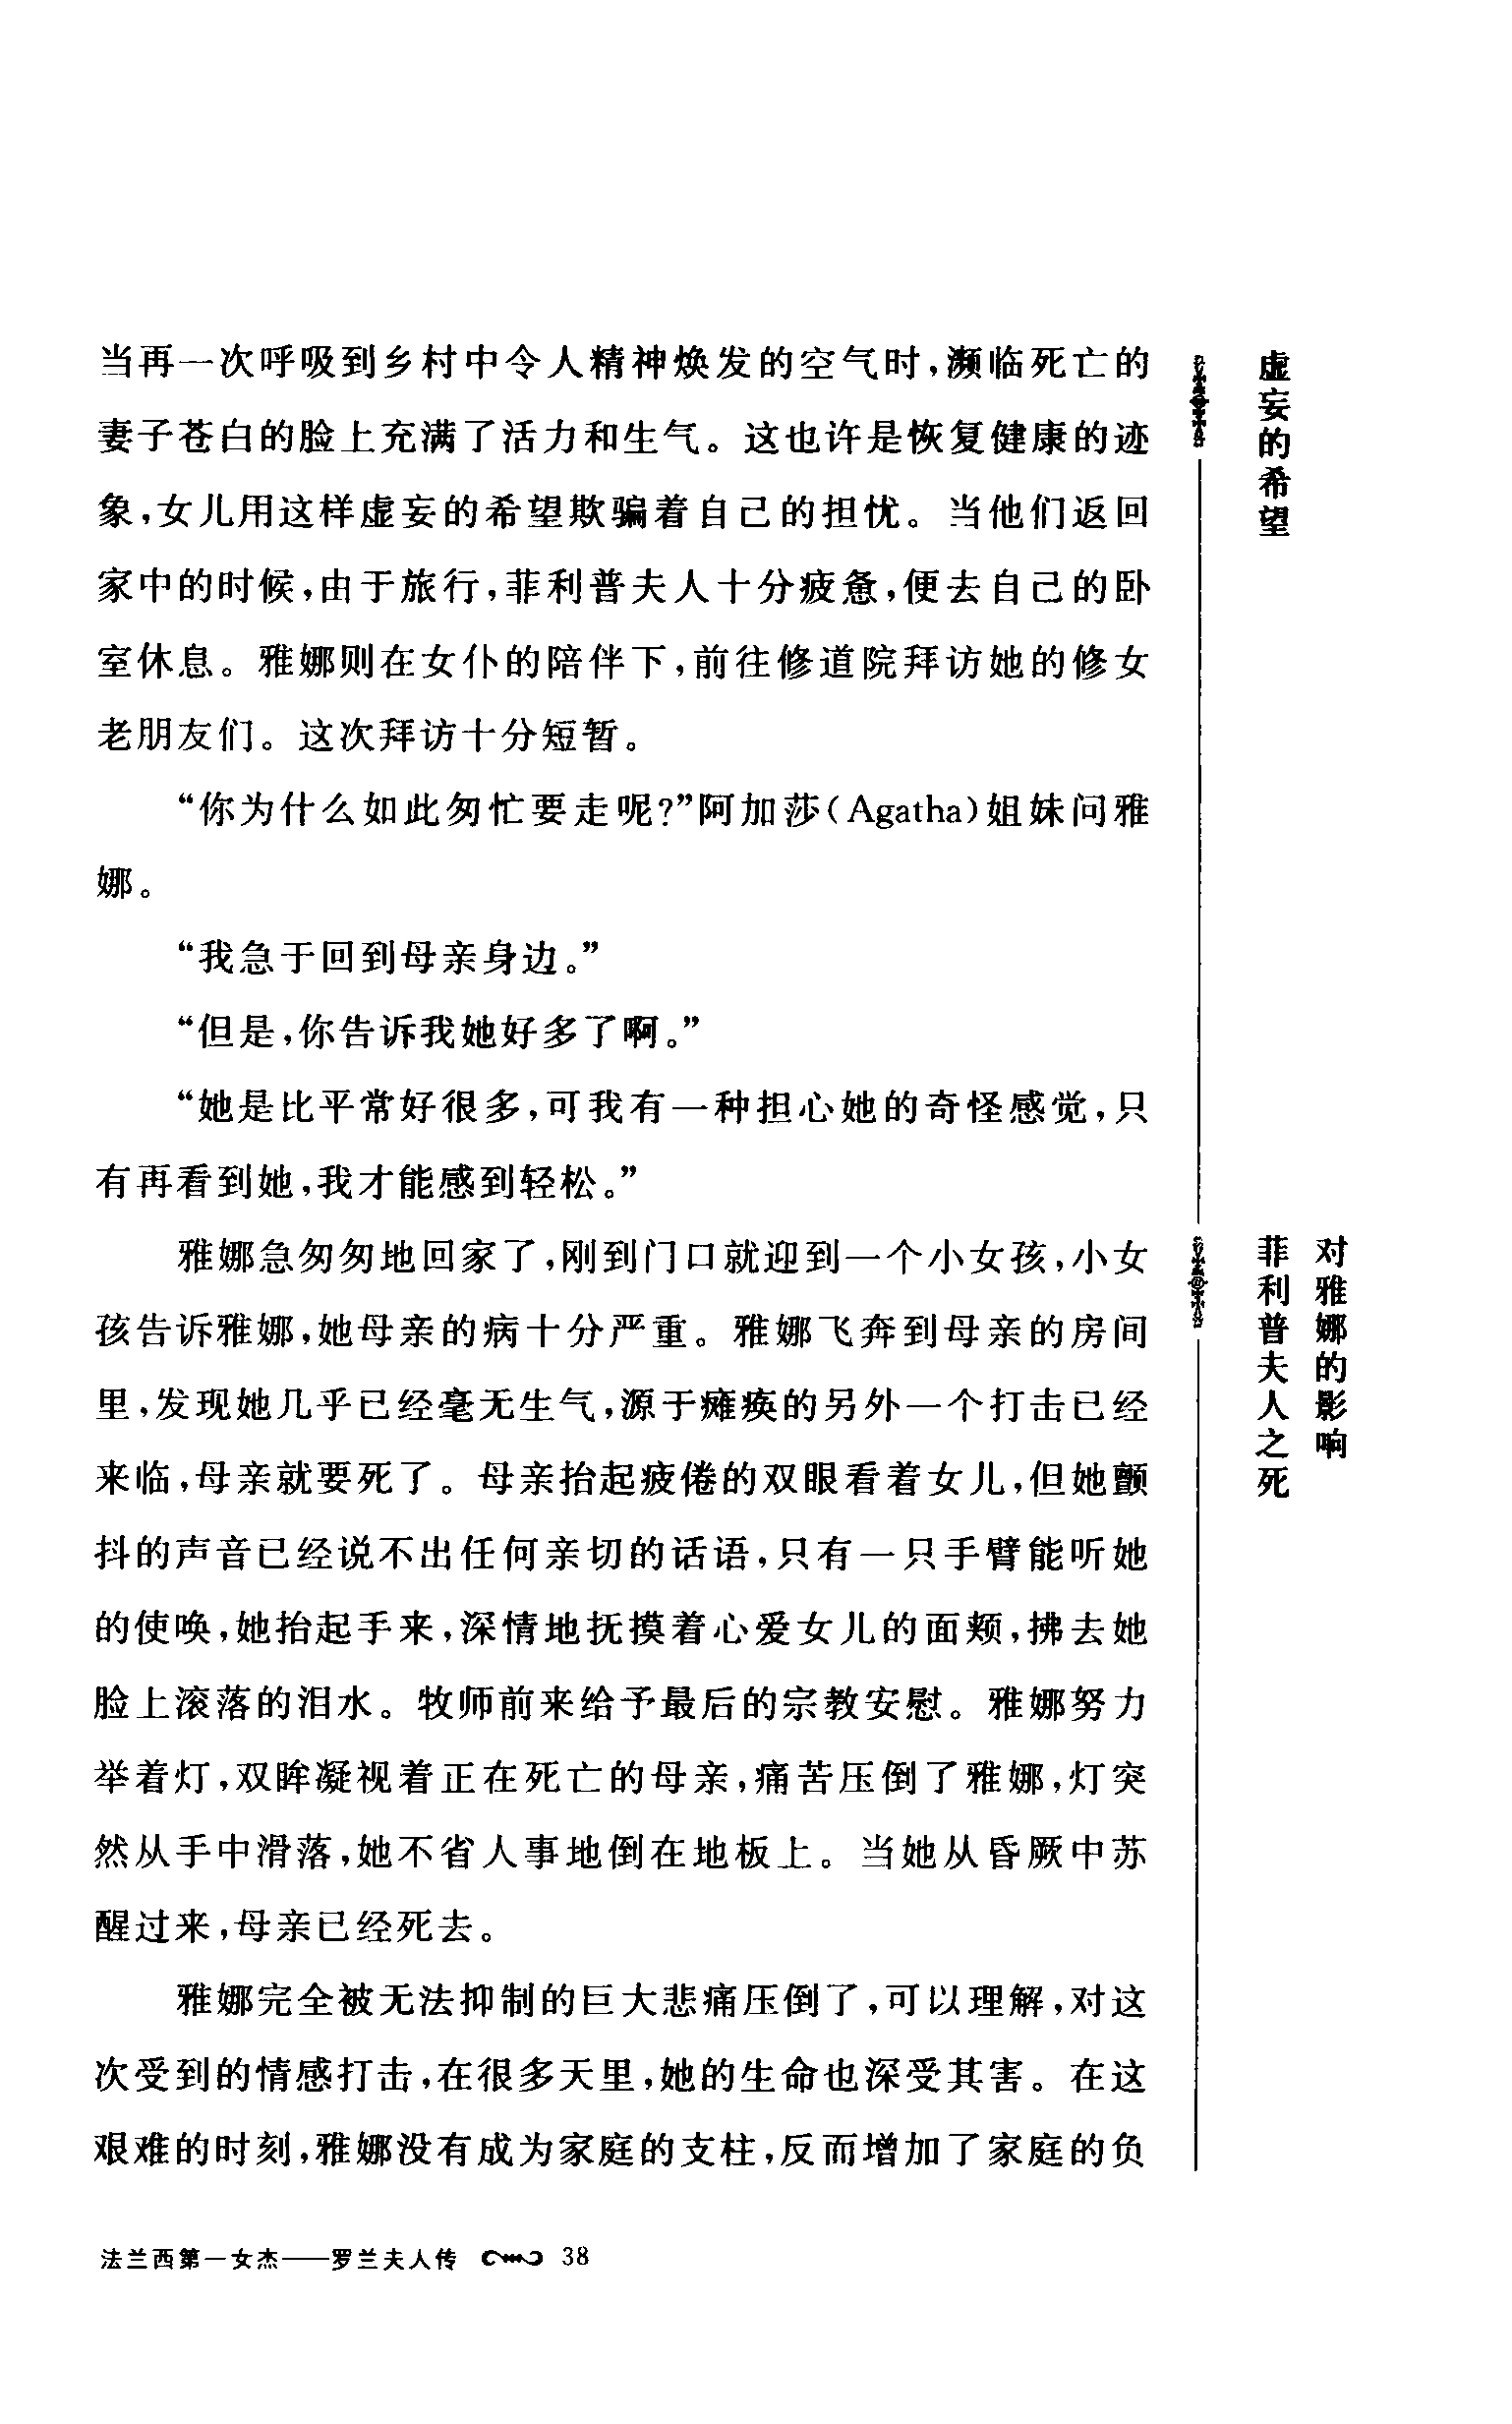 当再一次呼吸到乡村中令人精神焕发的空气时，濒临死亡的
妻子苍白的脸上充满了活力和生气。这也许是恢复健康的迹
象，女儿用这样虚妄的希望欺骗着自己的担忧。当他们返回
家中的时候，由于旅行，菲利普夫人十分疲惫，便去自己的卧
室休息。雅娜则在女仆的陪伴下，前往修道院拜访她的修女
老朋友们。这次拜访十分短暂。
“你为什么如此匆忙要走呢？”阿加莎（Agatha）姐妹问雅
娜。
“我急于回到母亲身边。”
“但是，你告诉我她好多了啊。”
“她是比平常好很多，可我有一种担心她的奇怪感觉，只
有再看到她，我才能感到轻松。”
雅娜急匆匆地回家了，刚到门口就迎到一个小女孩，小女
孩告诉雅娜，她母亲的病十分严重。雅娜飞奔到母亲的房间
里，发现她几乎已经毫无生气，源于瘫痪的另外一个打击已经
来临，母亲就要死了。母亲抬起疲倦的双眼看着女儿，但她颤
抖的声音已经说不出任何亲切的话语，只有一只手臂能听她
的使唤，她抬起手来，深情地抚摸着心爱女儿的面颊，拂去她
脸上滚落的泪水。牧师前来给予最后的宗教安慰。雅娜努力
举着灯，双眸凝视着正在死亡的母亲，痛苦压倒了雅娜，灯突
然从手中滑落，她不省人事地倒在地板上。当她从昏厥中苏
醒过来，母亲已经死去。
雅娜完全被无法抑制的巨大悲痛压倒了，可以理解，对这
次受到的情感打击，在很多天里，她的生命也深受其害。在这
艰难的时刻，雅娜没有成为家庭的支柱，反而增加了家庭的负
虚妄的希望
对雅娜的影响
菲利普夫人之死
法兰西第一女杰——罗兰夫人传 38